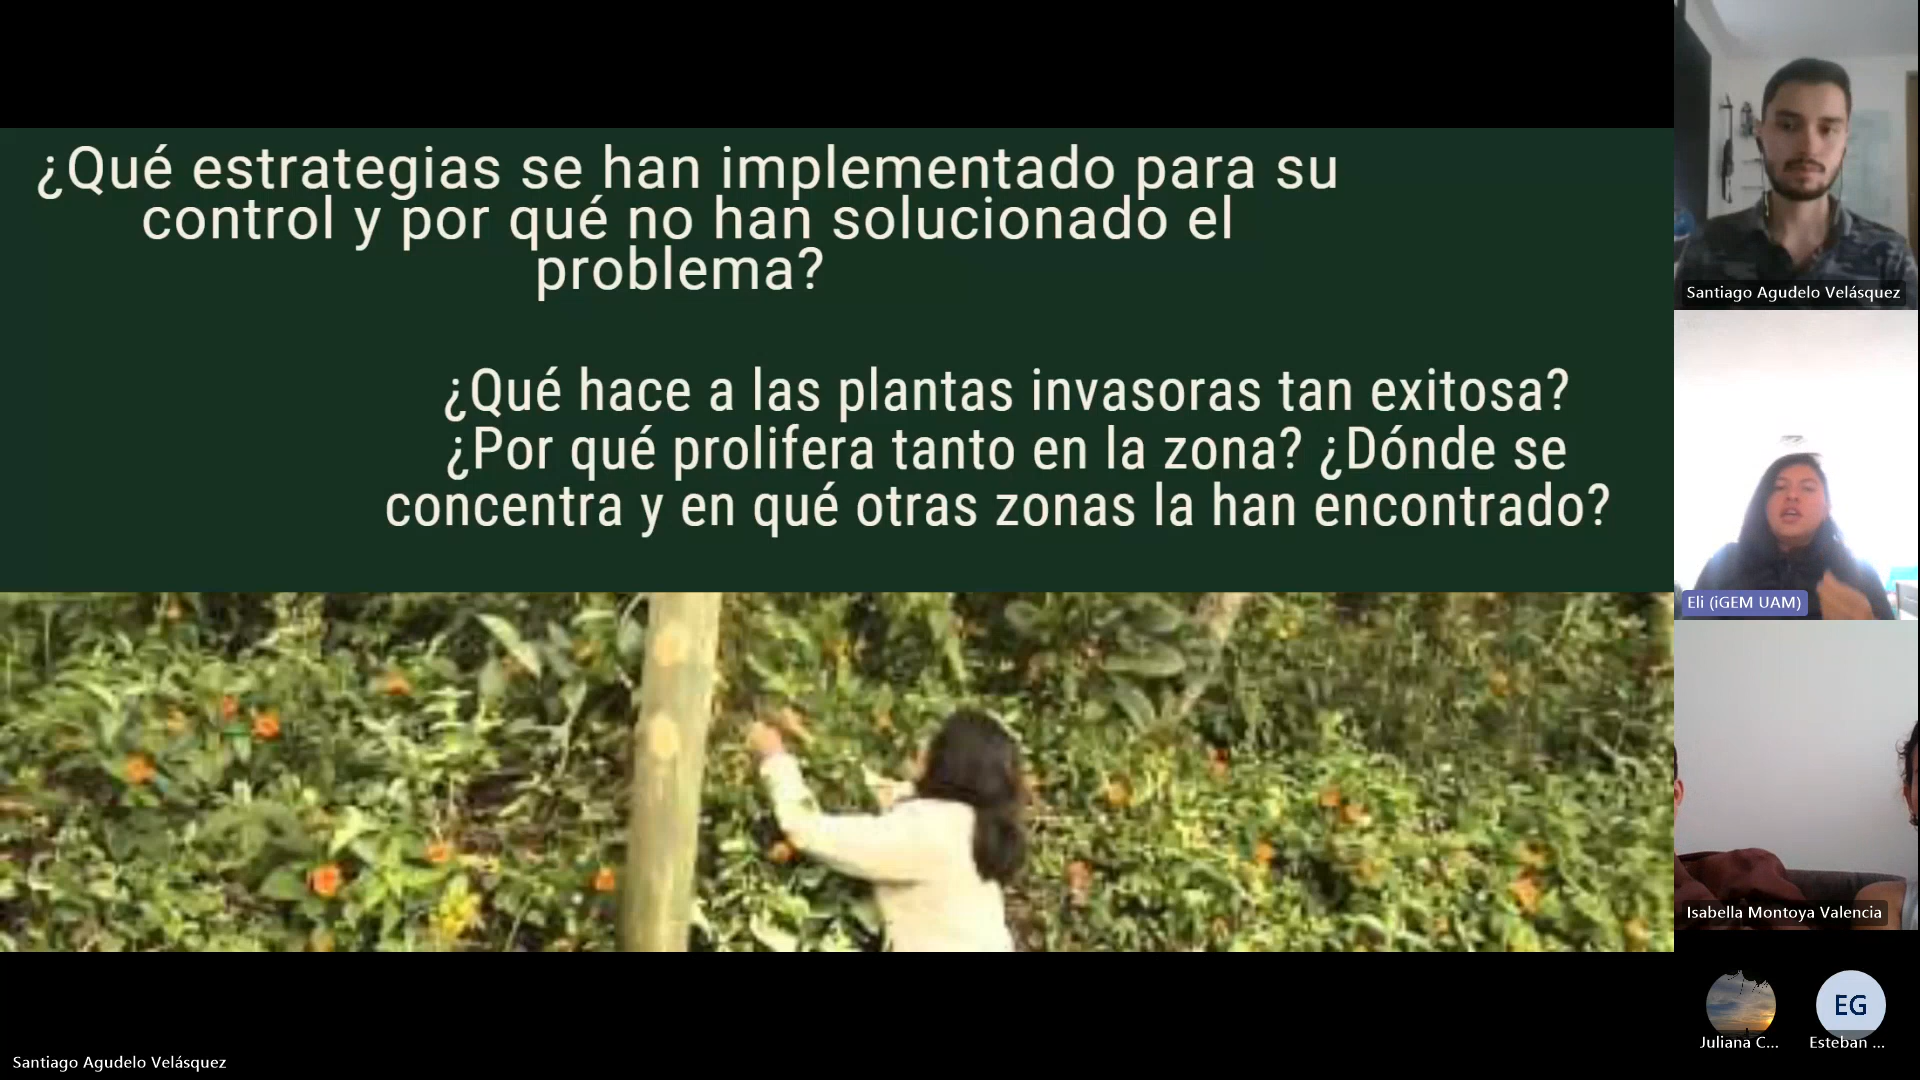 ¿Qué estrategias se han implementado para su
control y por qué no han solucionado el
problema?
¿Qué hace a las plantas invasoras tan exitosa?
¿Por qué prolifera tanto en la zona? ¿Dónde se
concentra y en qué otras zonas la han encontrado?
Santiago Agudelo Velásquez
Eli (iGEM UAM)
Isabella Montoya Valencia
EG
Juliana C...
Esteban ...
Santiago Agudelo Velásquez